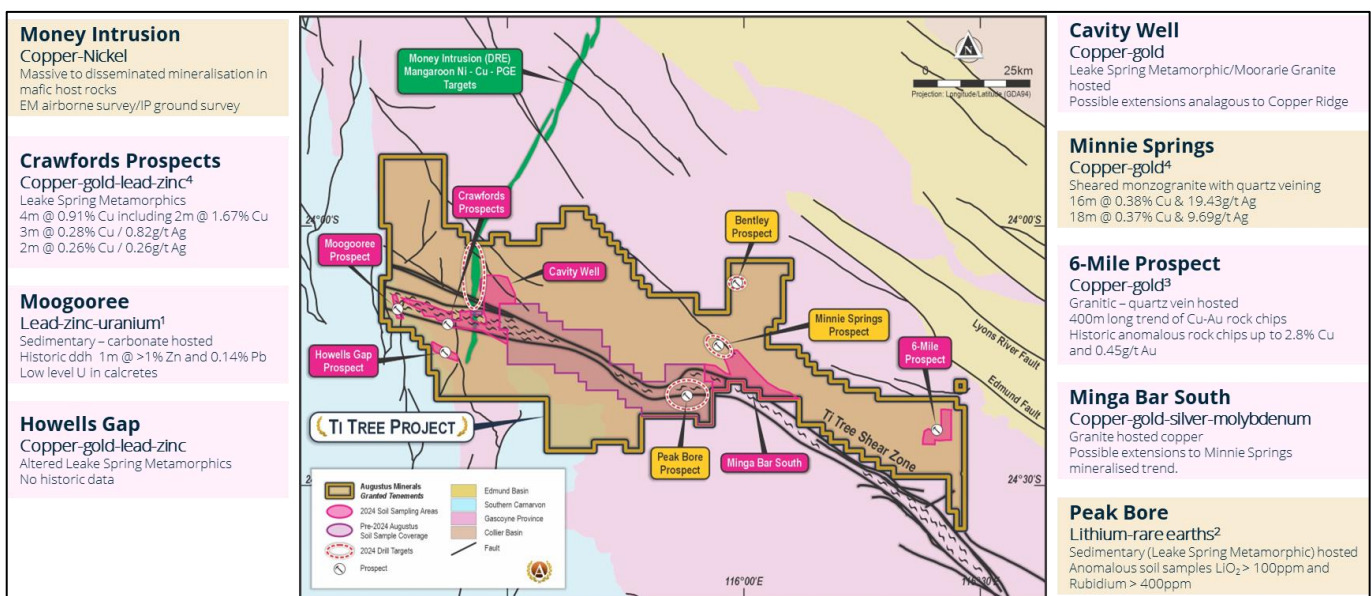 Money Intrusion
Copper-Nickel
Massive to disseminated mineralisation in
mafic host rocks
EM airborne survey/IP ground survey
Crawfords Prospects
Copper-gold-lead-zinc⁴
Leake Spring Metamorphics
4m @ 0.91% Cu including 2m @ 1.67% Cu
3m @ 0.28% Cu / 0.82g/t Ag
2m @ 0.26% Cu / 0.26g/t Ag
Moogooree
Lead-zinc-uranium¹
Sedimentary – carbonate hosted
Historic ddh 1m @ >1% Zn and 0.14% Pb
Low level U in calcretes
Howells Gap
Copper-gold-lead-zinc
Altered Leake Spring Metamorphics
No historic data
Money Intrusion (DRE)
Mangaroon Ni - Cu - PGE
Targets
N
0 25km
Projection: Longitude/Latitude (GDA94)
24°00'S
24°00'S
Crawfords
Prospects
Moogooree
Prospect
Cavity Well
Bentley
Prospect
Minnie Springs
Prospect
6-Mile
Prospect
Howells Gap
Prospect
Lyons River Fault
Edmund Fault
TI TREE PROJECT
Peak Bore
Prospect
Minga Bar South
Ti Tree Shear Zone
24°30'S
116°00'E
Augustus Minerals
Granted Tenements
2024 Soil Sampling Areas
Pre-2024 Augustus
Soil Sample Coverage
2024 Drill Targets
Prospect
Edmund Basin
Southern Carnarvon
Gascoyne Province
Collier Basin
Fault
A
Cavity Well
Copper-gold
Leake Spring Metamorphic/Moorarie Granite
hosted
Possible extensions analagous to Copper Ridge
Minnie Springs
Copper-gold⁴
Sheared monzogranite with quartz veining
16m @ 0.38% Cu & 19.43g/t Ag
18m @ 0.37% Cu & 9.69g/t Ag
6-Mile Prospect
Copper-gold³
Granitic – quartz vein hosted
400m long trend of Cu-Au rock chips
Historic anomalous rock chips up to 2.8% Cu
and 0.45g/t Au
Minga Bar South
Copper-gold-silver-molybdenum
Granite hosted copper
Possible extensions to Minnie Springs
mineralised trend.
Peak Bore
Lithium-rare earths²
Sedimentary (Leake Spring Metamorphic) hosted
Anomalous soil samples LiO₂ > 100ppm and
Rubidium > 400ppm